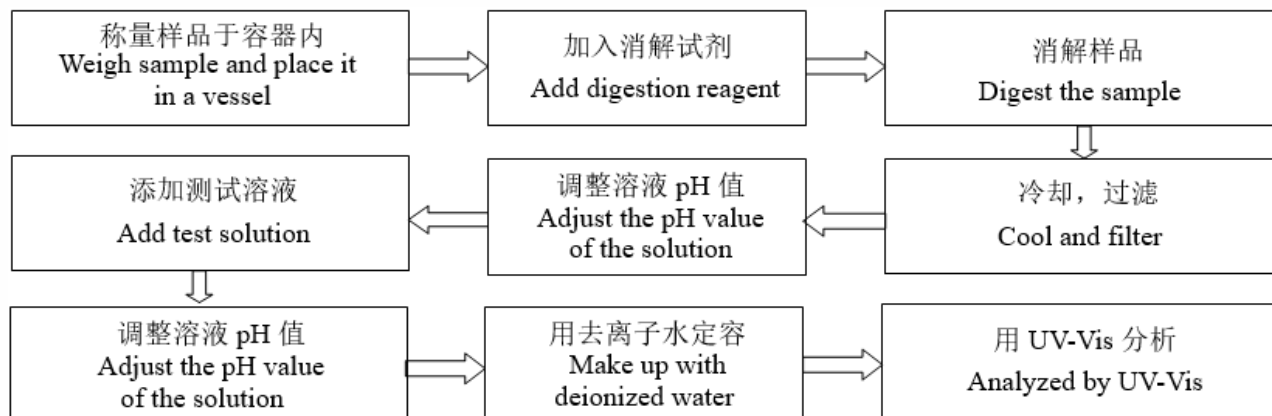 称量样品于容器内
Weigh sample and place it
in a vessel
加入消解试剂
Add digestion reagent
消解样品
Digest the sample
冷却，过滤
Cool and filter
调整溶液 pH 值
Adjust the pH value
of the solution
添加测试溶液
Add test solution
调整溶液 pH 值
Adjust the pH value
of the solution
用去离子水定容
Make up with
deionized water
用 UV-Vis 分析
Analyzed by UV-Vis